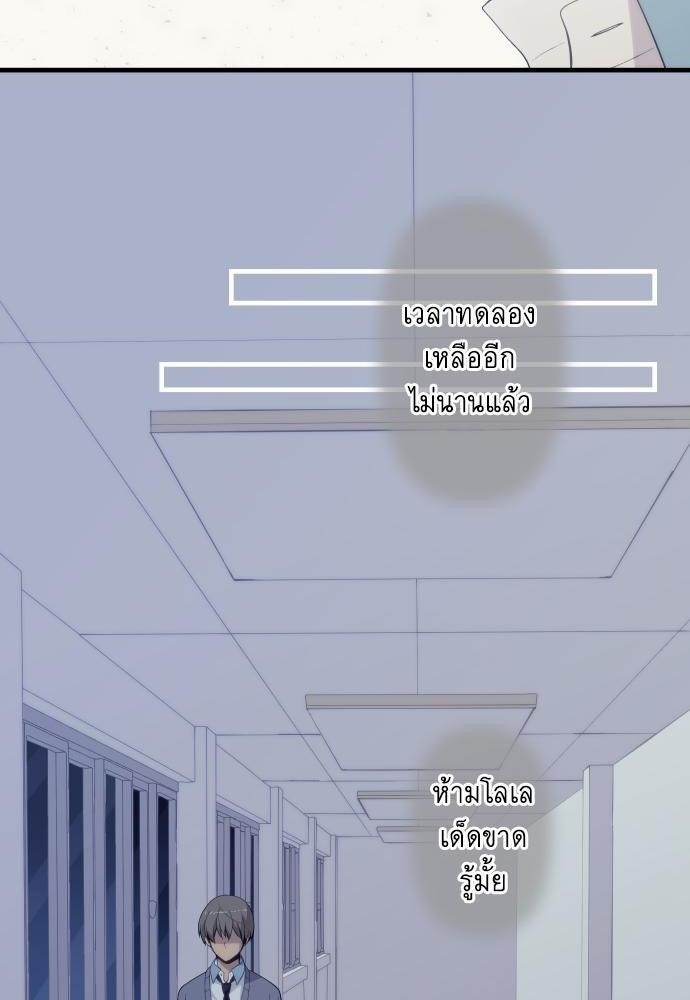 เวลาทดลอง
เหลืออีก
ไม่นานแล้ว
ห้ามโลเล
เด็ดขาด
รู้มั้ย